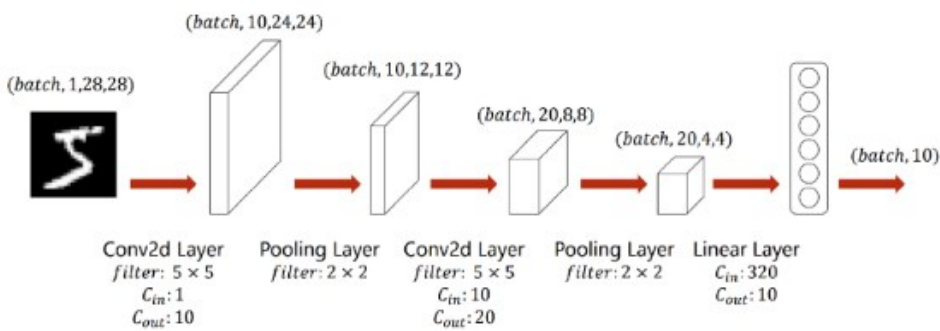 (batch, 1,28,28)
(batch, 10,24,24)
(batch, 10,12,12)
(batch, 20,8,8)
(batch, 20,4,4)
(batch, 10)
Conv2d Layer
filter: 5 × 5
C_in: 1
C_out: 10
Pooling Layer
filter: 2 × 2
Conv2d Layer
filter: 5 × 5
C_in: 10
C_out: 20
Pooling Layer
filter: 2 × 2
Linear Layer
C_in: 320
C_out: 10